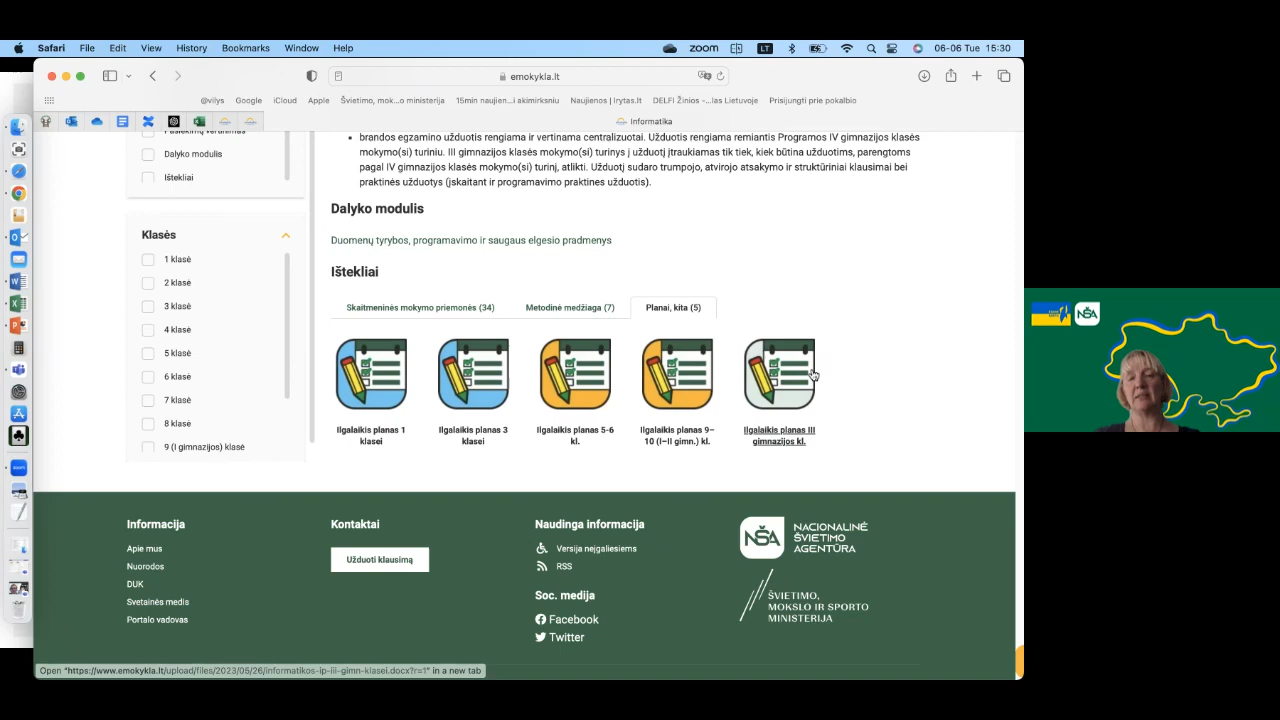 Safari File Edit View History Bookmarks Window Help
zoom LT 06-06 Tue 15:30
emokykla.lt
@vilys Google iCloud Apple Švietimo, mok...o ministerija 15min naujien...i akimirksniu Naujienos | lrytas.lt DELFI Žinios -...las Lietuvoje Prisijungti prie pokalbio
Informatika
Dalyko modulis
Ištekliai
Klasės
1 klasė
2 klasė
3 klasė
4 klasė
5 klasė
6 klasė
7 klasė
8 klasė
9 (I gimnazijos) klasė
brandos egzamino užduotis rengiama ir vertinama centralizuotai. Užduotis rengiama remiantis Programos IV gimnazijos klasės
mokymo(si) turiniu. III gimnazijos klasės mokymo(si) turinys į užduotį įtraukiamas tik tiek, kiek būtina užduotims, parengtoms
pagal IV gimnazijos klasės mokymo(si) turinį, atlikti. Užduotį sudaro trumpojo, atvirojo atsakymo ir struktūriniai klausimai bei
praktinės užduotys (įskaitant ir programavimo praktines užduotis).
Dalyko modulis
Duomenų tyrybos, programavimo ir saugaus elgesio pradmenys
Ištekliai
Skaitmeninės mokymo priemonės (34) Metodinė medžiaga (7) Planai, kita (5)
Ilgalaikis planas 1
klasei
Ilgalaikis planas 3
klasei
Ilgalaikis planas 5-6
kl.
Ilgalaikis planas 9–
10 (I–II gimn.) kl.
Ilgalaikis planas III
gimnazijos kl.
Informacija
Apie mus
Nuorodos
DUK
Svetainės medis
Portalo vadovas
Kontaktai
Užduoti klausimą
Naudinga informacija
Versija neįgaliesiems
RSS
Soc. medija
Facebook
Twitter
NŠA
NACIONALINĖ
ŠVIETIMO
AGENTŪRA
ŠVIETIMO,
MOKSLO IR SPORTO
MINISTERIJA
Open "https://www.emokykla.lt/upload/files/2023/05/26/informatikos-ip-iii-gimn-klasei.docx?r=1" in a new tab
NŠA